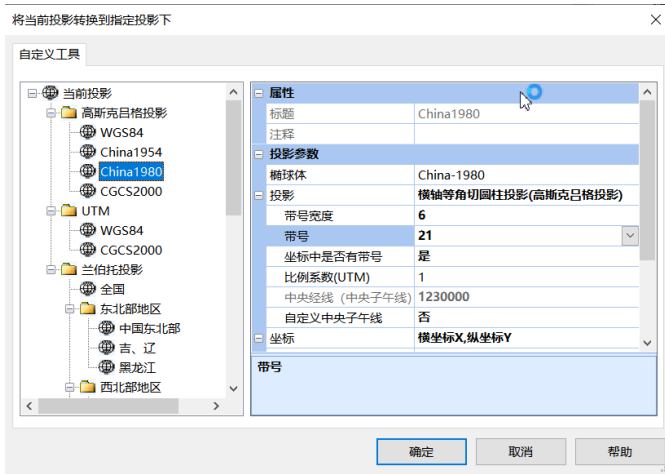 将当前投影转换到指定投影下
自定义工具
当前投影
高斯克吕格投影
WGS84
China1954
China1980
CGCS2000
UTM
WGS84
CGCS2000
兰伯托投影
全国
东北部地区
中国东北部
吉、辽
黑龙江
西北部地区
属性
标题 China1980
注释
投影参数
椭球体 China-1980
投影 横轴等角切圆柱投影(高斯克吕格投影)
带号宽度 6
带号 21
坐标中是否有带号 是
比例系数(UTM) 1
中央经线（中央子午线) 1230000
自定义中央子午线 否
坐标 横坐标X,纵坐标Y
带号
确定 取消 帮助